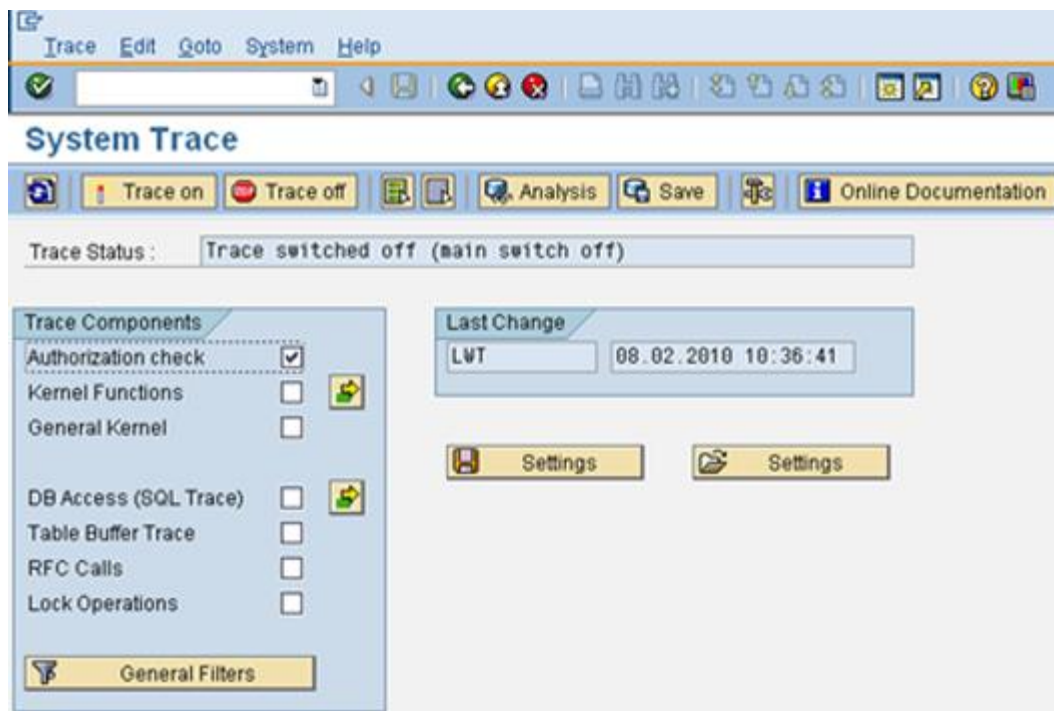 Trace Edit Goto System Help
System Trace
Trace on Trace off Analysis Save Online Documentation
Trace Status : Trace switched off (main switch off)
Trace Components
Authorization check
Kernel Functions
General Kernel
DB Access (SQL Trace)
Table Buffer Trace
RFC Calls
Lock Operations
General Filters
Last Change
LWT 08.02.2010 10:36:41
Settings Settings